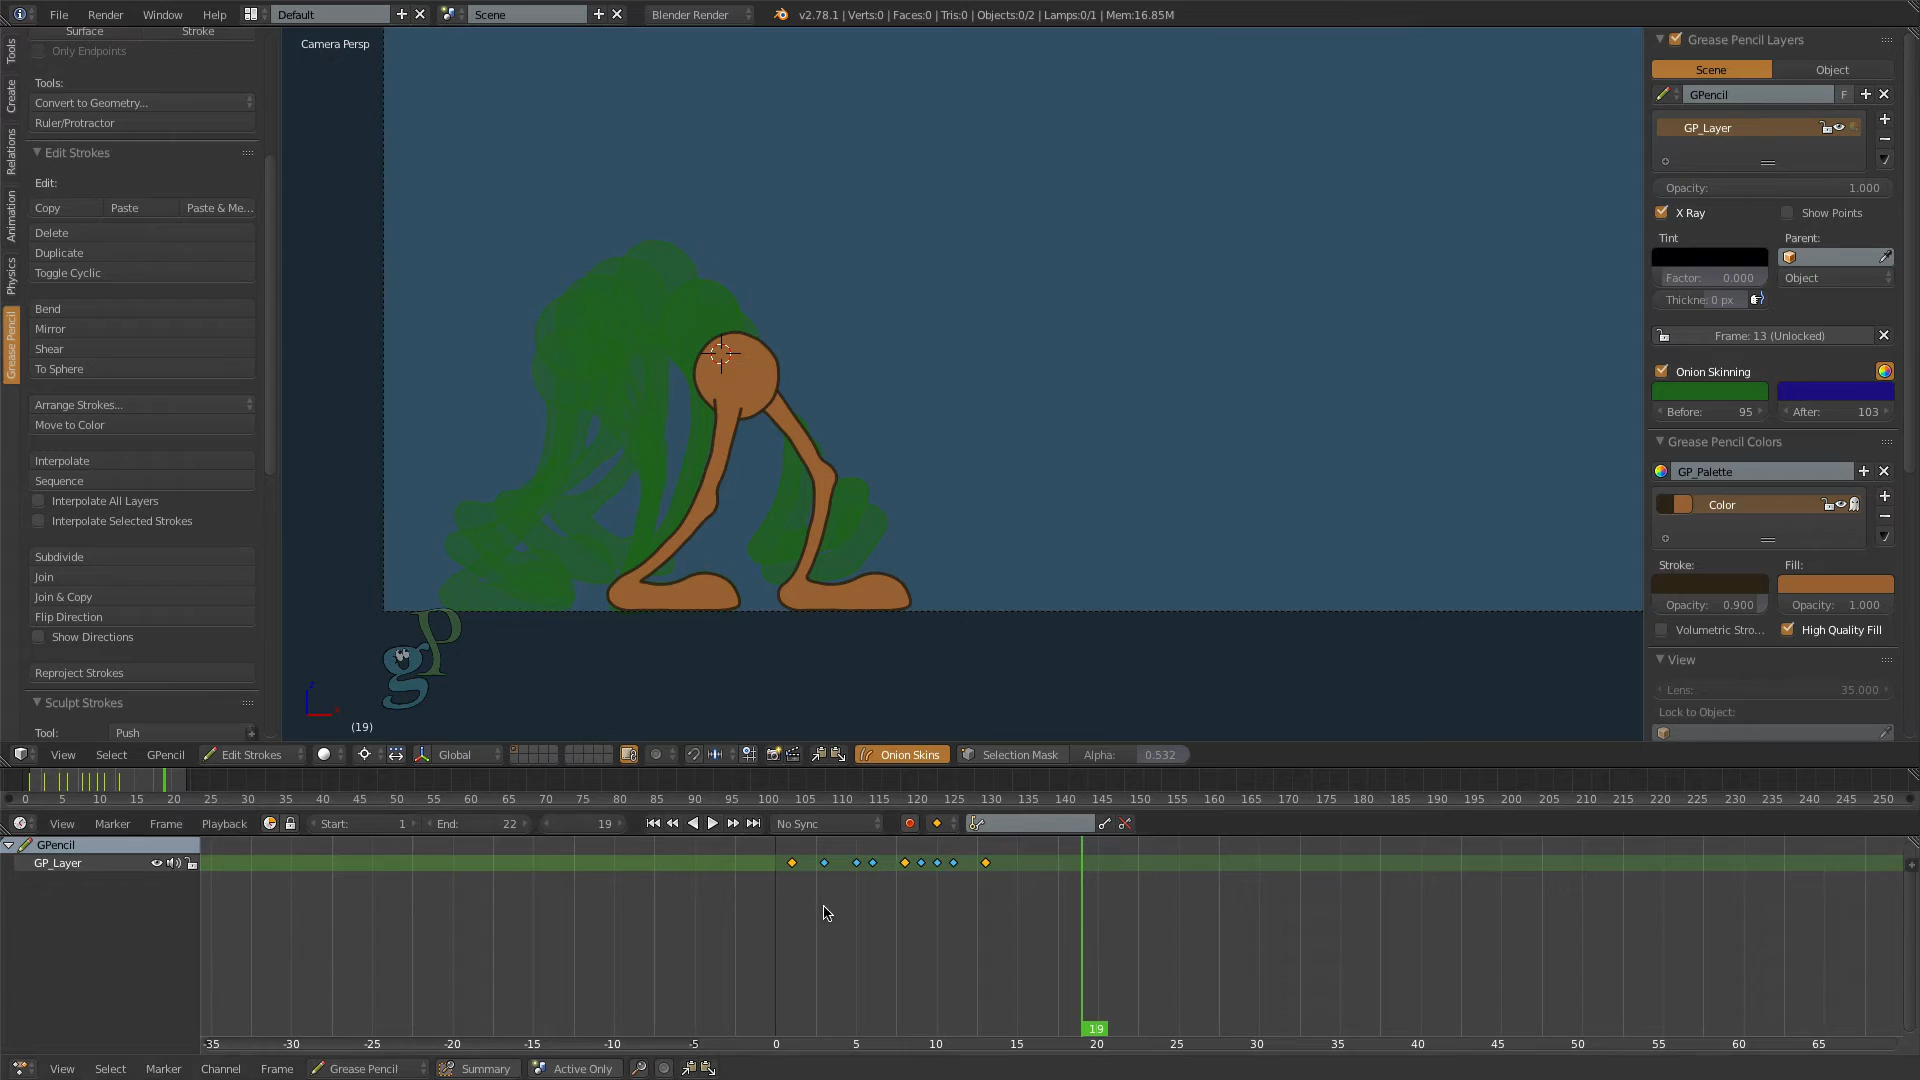 File Render Window Help Default Scene Blender Render v2.78.1 | Verts:0 | Faces:0 | Tris:0 | Objects:0/2 | Lamps:0/1 | Mem:16.85M
Surface Stroke
Only Endpoints
Tools:
Convert to Geometry...
Ruler/Protractor
Edit Strokes
Edit:
Copy Paste Paste & Me...
Delete
Duplicate
Toggle Cyclic
Bend
Mirror
Shear
To Sphere
Arrange Strokes...
Move to Color
Interpolate
Sequence
Interpolate All Layers
Interpolate Selected Strokes
Subdivide
Join
Join & Copy
Flip Direction
Show Directions
Reproject Strokes
Sculpt Strokes
Tool: Push
Tools
Create
Relations
Animation
Physics
Grease Pencil
Camera Persp
gP
z
x
(19)
Grease Pencil Layers
Scene Object
GPencil F
GP_Layer
Opacity: 1.000
X Ray Show Points
Tint Parent:
Factor: 0.000 Object
Thickne: 0 px
Frame: 13 (Unlocked)
Onion Skinning
Before: 95 After: 103
Grease Pencil Colors
GP_Palette
Color
Stroke: Fill:
Opacity: 0.900 Opacity: 1.000
Volumetric Stro... High Quality Fill
View
Lens: 35.000
Lock to Object:
View Select GPencil Edit Strokes Global Onion Skins Selection Mask Alpha: 0.532
0 5 10 15 20 25 30 35 40 45 50 55 60 65 70 75 80 85 90 95 100 105 110 115 120 125 130 135 140 145 150 155 160 165 170 175 180 185 190 195 200 205 210 215 220 225 230 235 240 245 250
View Marker Frame Playback Start: 1 End: 22 19 No Sync
GPencil
GP_Layer
19
-35 -30 -25 -20 -15 -10 -5 0 5 10 15 20 25 30 35 40 45 50 55 60 65
View Select Marker Channel Frame Grease Pencil Summary Active Only